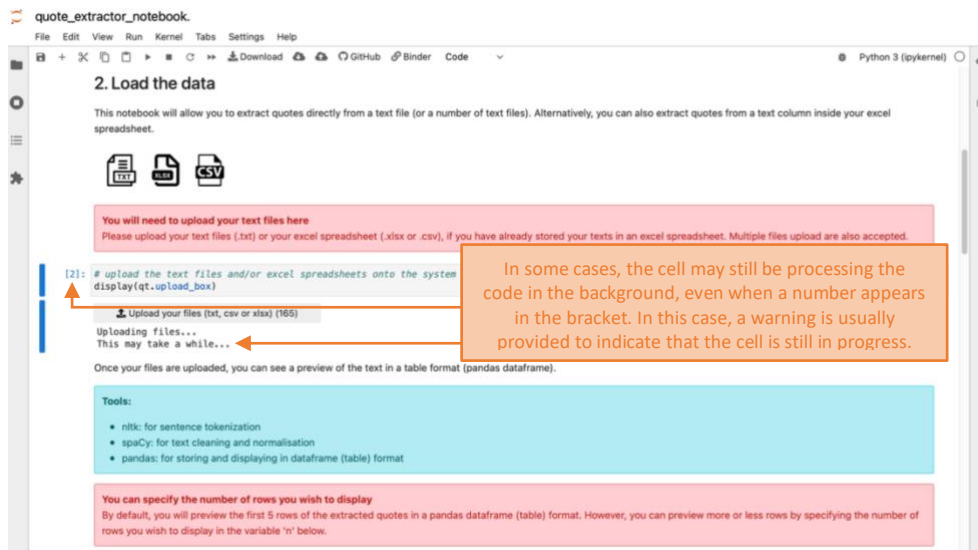 quote_extractor_notebook.
File Edit View Run Kernel Tabs Settings Help
Download GitHub Binder Code Python 3 (ipykernel)
2. Load the data
This notebook will allow you to extract quotes directly from a text file (or a number of text files). Alternatively, you can also extract quotes from a text column inside your excel
spreadsheet.
TXT XLSX CSV
You will need to upload your text files here
Please upload your text files (.txt) or your excel spreadsheet (.xlsx or .csv), if you have already stored your texts in an excel spreadsheet. Multiple files upload are also accepted.
[2]: # upload the text files and/or excel spreadsheets onto the system
display(qt.upload_box)
In some cases, the cell may still be processing the
code in the background, even when a number appears
in the bracket. In this case, a warning is usually
provided to indicate that the cell is still in progress.
Upload your files (txt, csv or xlsx) (165)
Uploading files...
This may take a while...
Once your files are uploaded, you can see a preview of the text in a table format (pandas dataframe).
Tools:
• nltk: for sentence tokenization
• spaCy: for text cleaning and normalisation
• pandas: for storing and displaying in dataframe (table) format
You can specify the number of rows you wish to display
By default, you will preview the first 5 rows of the extracted quotes in a pandas dataframe (table) format. However, you can preview more or less rows by specifying the number of
rows you wish to display in the variable 'n' below.